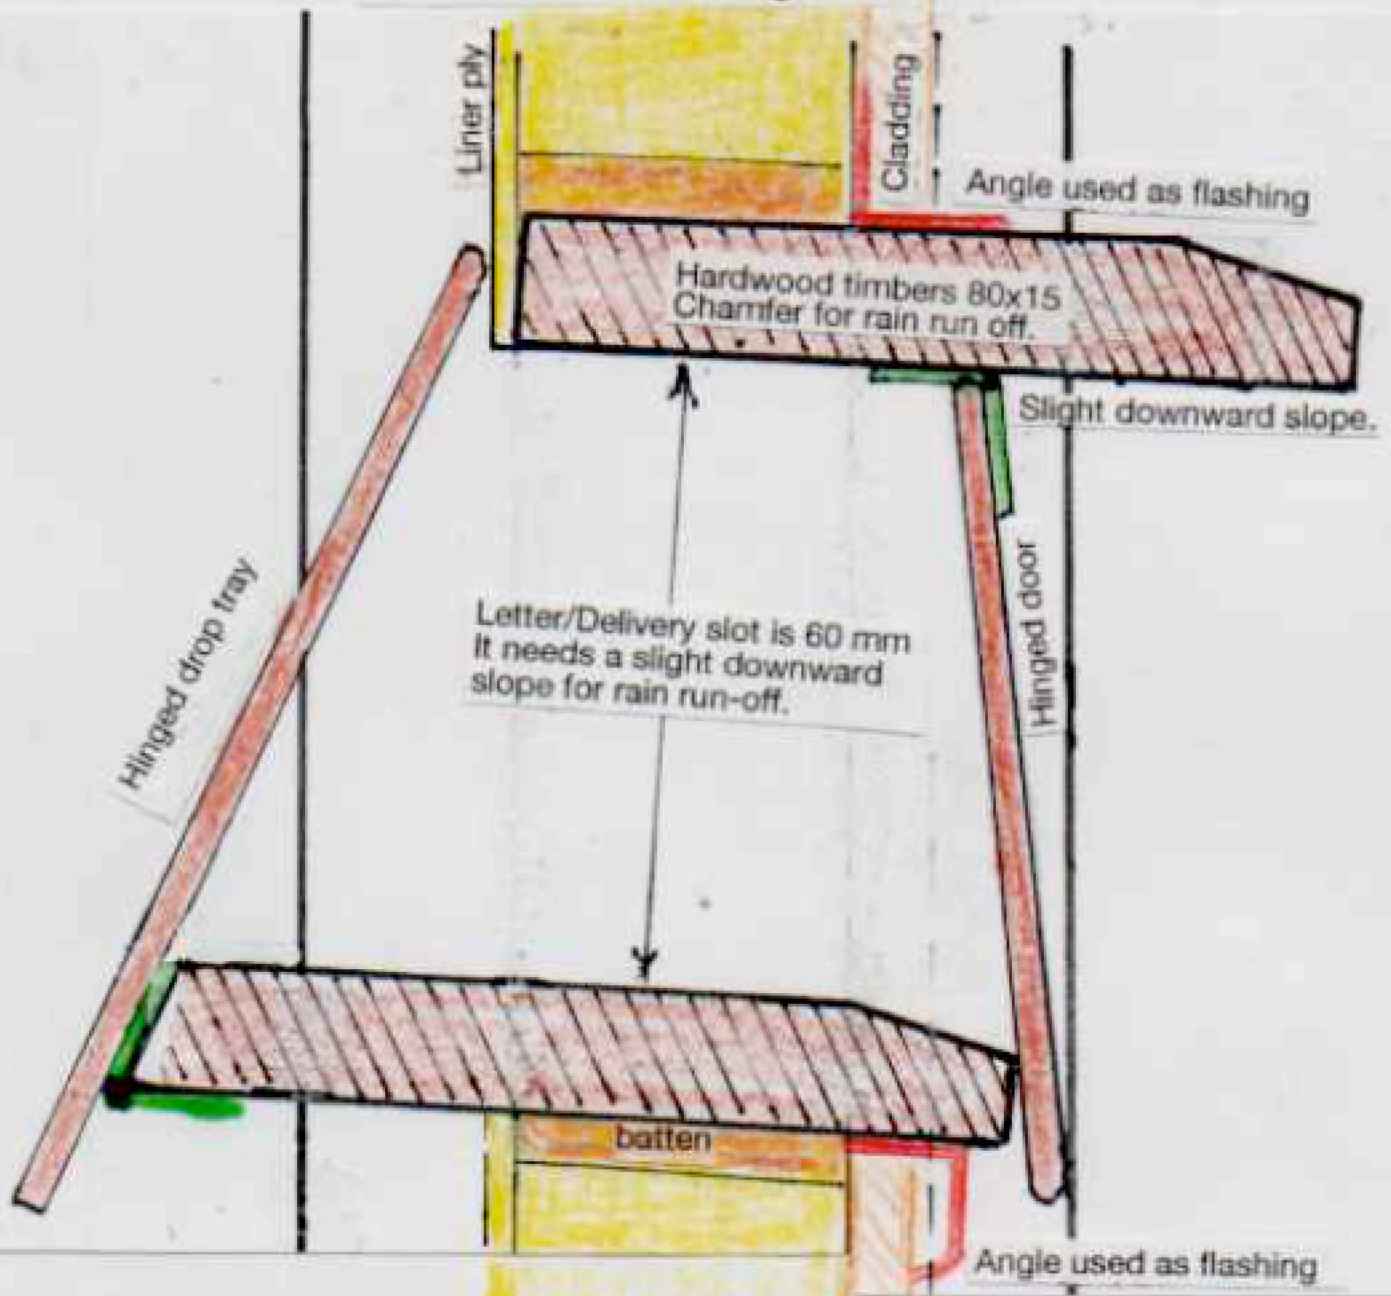 Liner ply
Cladding
Angle used as flashing
Hardwood timbers 80x15
Chamfer for rain run off.
Slight downward slope.
Hinged drop tray
Letter/Delivery slot is 60 mm
It needs a slight downward
slope for rain run-off.
Hinged door
batten
Angle used as flashing